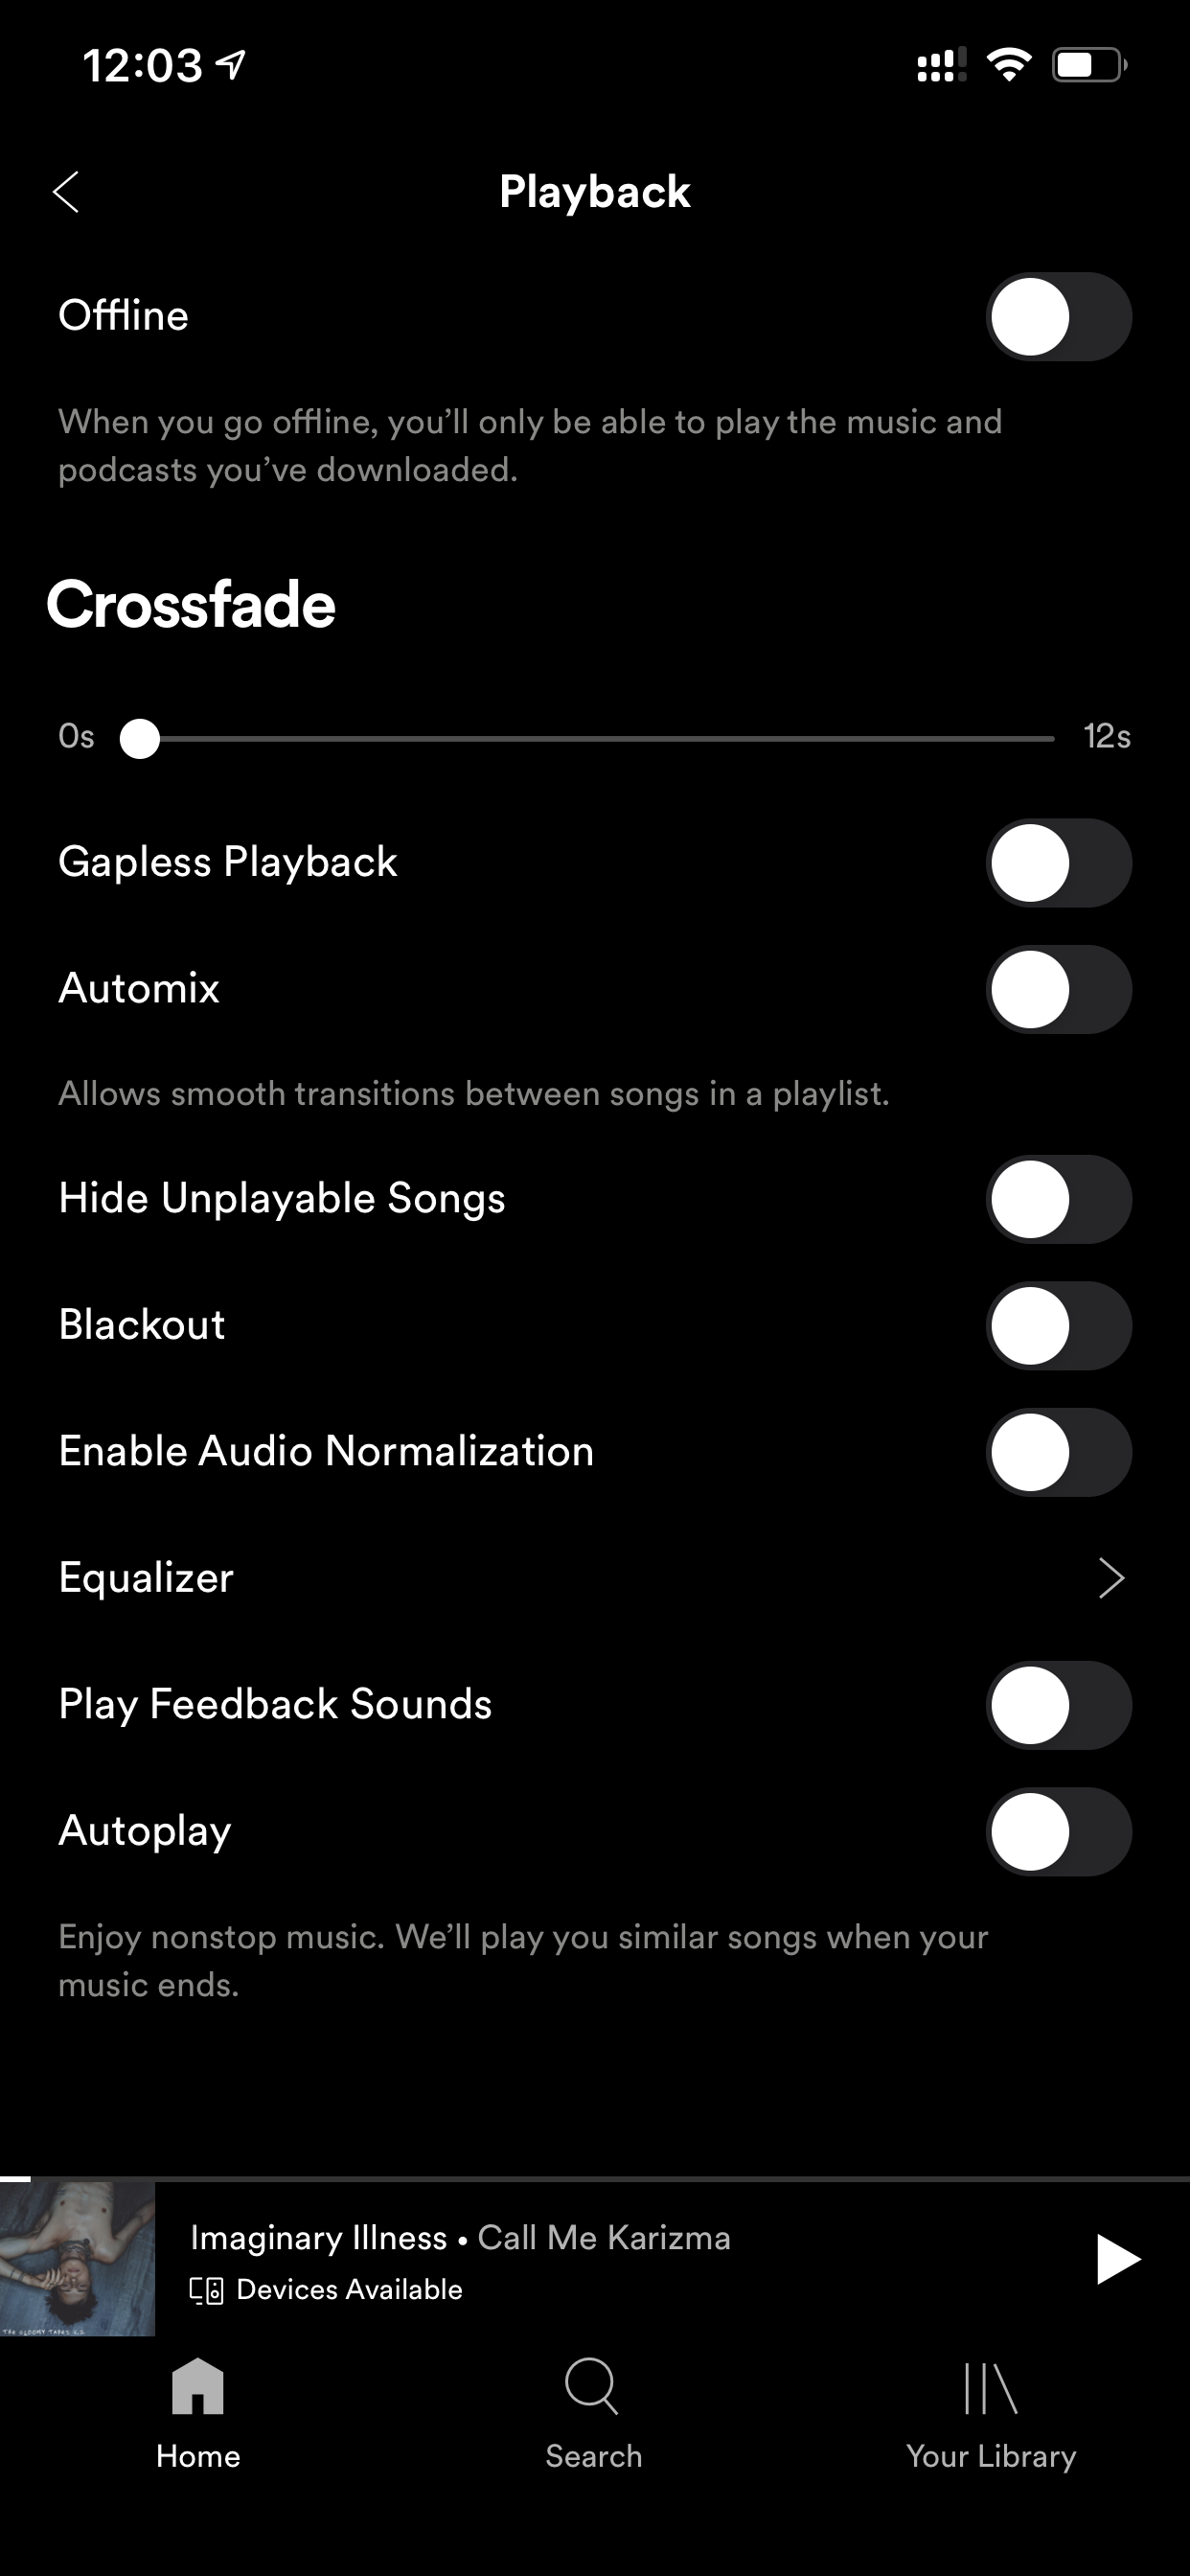 12:03
Playback
Offline
When you go offline, you’ll only be able to play the music and
podcasts you’ve downloaded.
Crossfade
0s 12s
Gapless Playback
Automix
Allows smooth transitions between songs in a playlist.
Hide Unplayable Songs
Blackout
Enable Audio Normalization
Equalizer
Play Feedback Sounds
Autoplay
Enjoy nonstop music. We’ll play you similar songs when your
music ends.
Imaginary Illness • Call Me Karizma
Devices Available
THE GLOOMY TAPES
Home Search Your Library